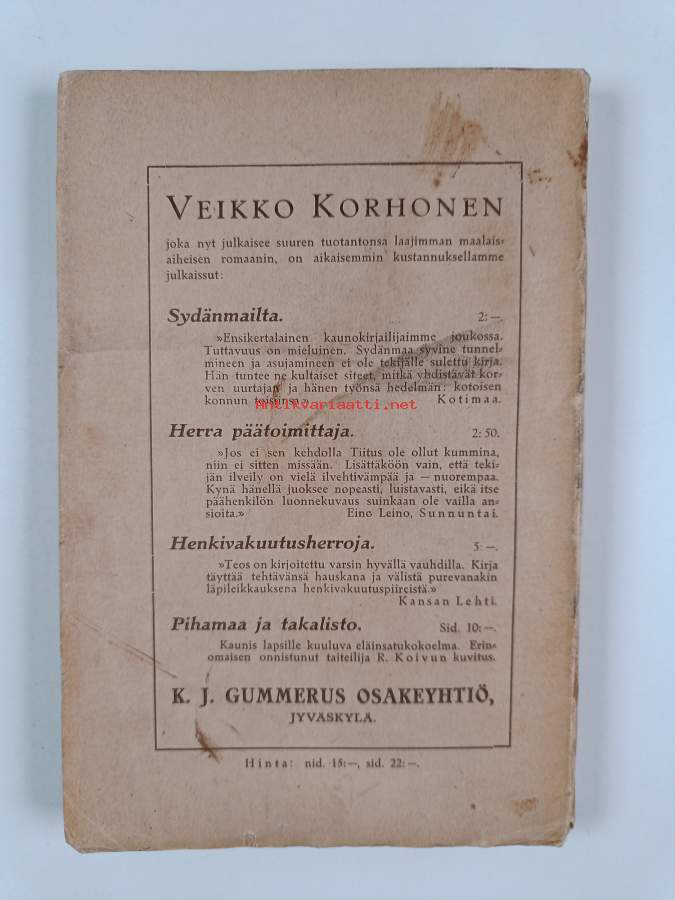 VEIKKO KORHONEN
joka nyt julkaisee suuren tuotantonsa laajimman maalais-
aiheisen romaanin, on aikaisemmin kustannuksellamme
julkaissut:
Sydänmailta. 2:—.
»Ensikertalainen kaunokirjailijaimme joukossa.
Tuttavuus on mieluinen. Sydänmaa syvine tunnel-
mineen ja asujamineen ei ole tekijälle sulettu kirja.
Hän tuntee ne kultaiset siteet, mitkä yhdistävät kor-
ven uurtajan ja hänen työnsä hedelmän: kotoisen
konnun toisiinsa.» Kotimaa.
antikvariaatti.net
Herra päätoimittaja. 2:50.
»Jos ei sen kehdolla Tiitus ole ollut kummina,
niin ei sitten missään. Lisättäköön vain, että teki-
jän ilveily on vielä ilvehtivämpää ja — nuorempaa.
Kynä hänellä juoksee nopeasti, luistavasti, eikä itse
päähenkilön luonnekuvaus suinkaan ole vailla an-
sioita.» Eino Leino, Sunnuntai.
Henkivakuutusherroja. 5:—.
»Teos on kirjoitettu varsin hyvällä vauhdilla. Kirja
täyttää tehtävänsä hauskana ja välistä purevanakin
läpileikkauksena henkivakuutuspiireistä.»
Kansan Lehti.
Pihamaa ja takalisto. Sid. 10:—.
Kaunis lapsille kuuluva eläinsatukokoelma. Erin-
omaisen onnistunut taiteilija R. Koivun kuvitus.
K. J. GUMMERUS OSAKEYHTIÖ,
JYVÄSKYLÄ.
Hinta: nid. 15:—, sid. 22:—.